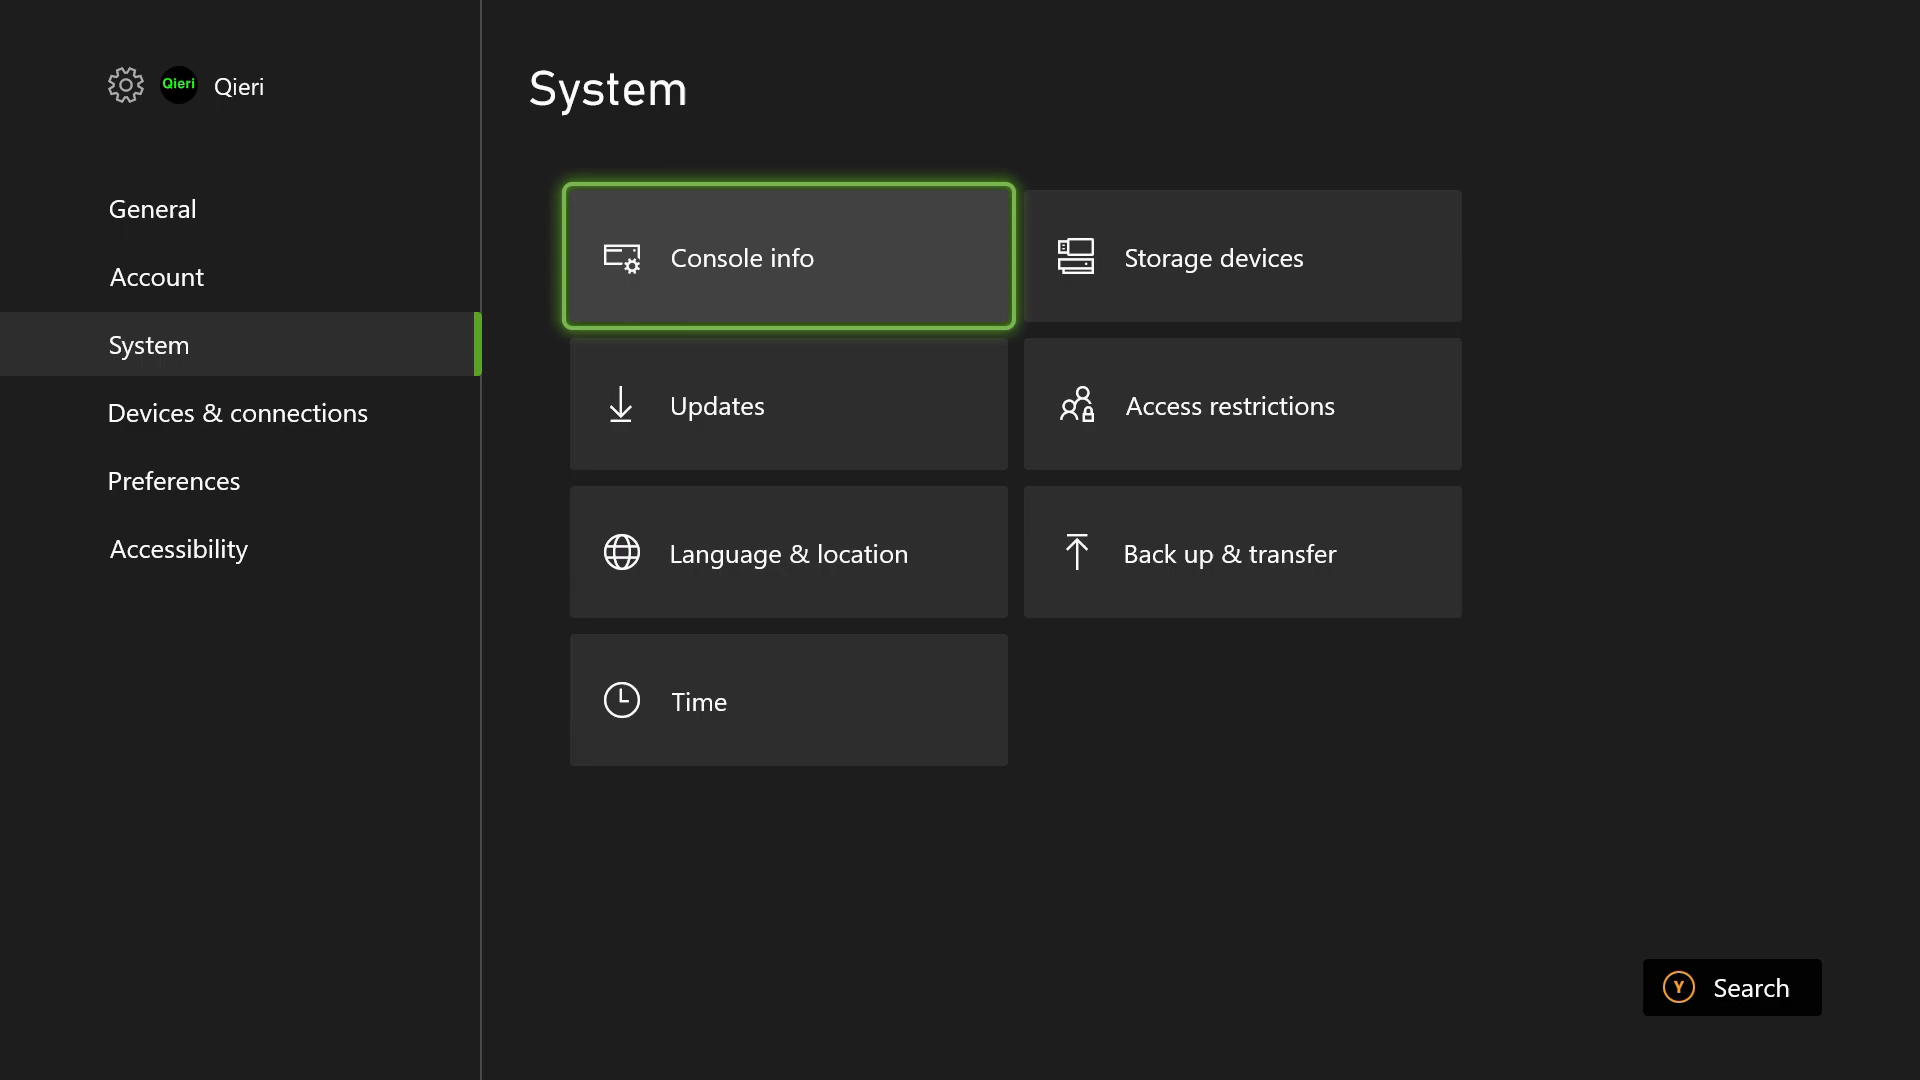 Qieri Qieri
General
Account
System
Devices & connections
Preferences
Accessibility
System
Console info
Storage devices
Updates
Access restrictions
Language & location
Back up & transfer
Time
Y Search